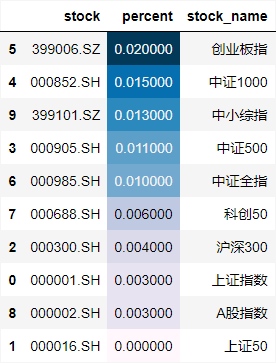 stock percent stock_name
5 399006.SZ 0.020000 创业板指
4 000852.SH 0.015000 中证1000
9 399101.SZ 0.013000 中小综指
3 000905.SH 0.011000 中证500
6 000985.SH 0.010000 中证全指
7 000688.SH 0.006000 科创50
2 000300.SH 0.004000 沪深300
0 000001.SH 0.003000 上证指数
8 000002.SH 0.003000 A股指数
1 000016.SH 0.000000 上证50